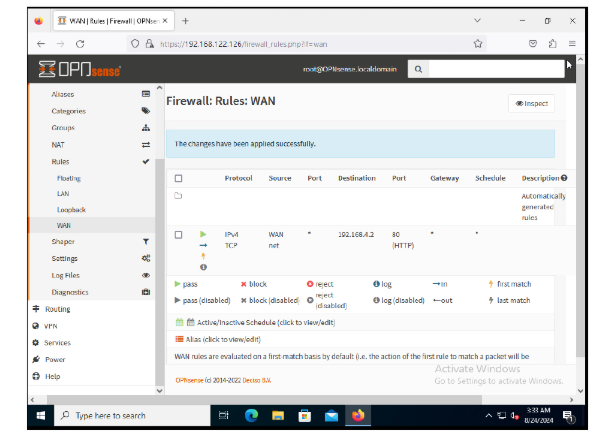 WAN | Rules | Firewall | OPNsen
https://192.168.122.126/firewall_rules.php?if=wan
OPNsense
root@OPNsense.localdomain
Aliases
Categories
Groups
NAT
Rules
Floating
LAN
Loopback
WAN
Shaper
Settings
Log Files
Diagnostics
Routing
VPN
Services
Power
Help
Firewall: Rules: WAN
Inspect
The changes have been applied successfully.
Protocol Source Port Destination Port Gateway Schedule Description
Automatically
generated
rules
IPv4 WAN * 192.168.4.2 80 * *
TCP net (HTTP)
pass block reject log in first match
pass (disabled) block (disabled) reject (disabled) log (disabled) out last match
Active/Inactive Schedule (click to view/edit)
Alias (click to view/edit)
WAN rules are evaluated on a first-match basis by default (i.e. the action of the first rule to match a packet will be
OPNsense (c) 2014-2022 Deciso B.V.
Activate Windows
Go to Settings to activate Windows.
Type here to search
3:33 AM
8/24/2024